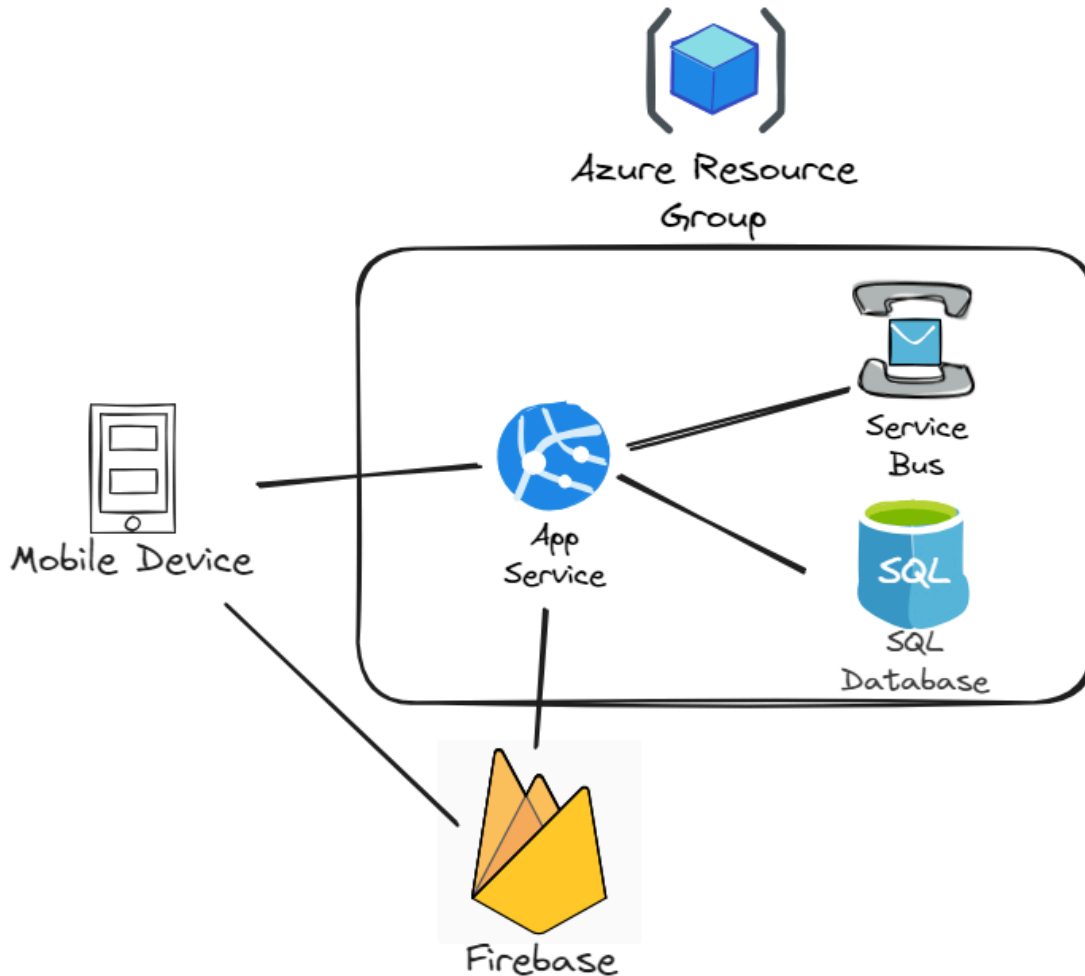 Azure Resource
Group
Service
Bus
App
Service
Mobile Device
SQL
SQL
Database
Firebase